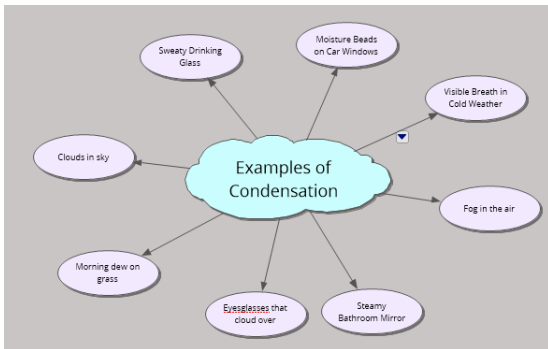 Sweaty Drinking
Glass
Moisture Beads
on Car Windows
Visible Breath in
Cold Weather
Clouds in sky
Examples of
Condensation
Fog in the air
Morning dew on
grass
Eyesglasses that
cloud over
Steamy
Bathroom Mirror